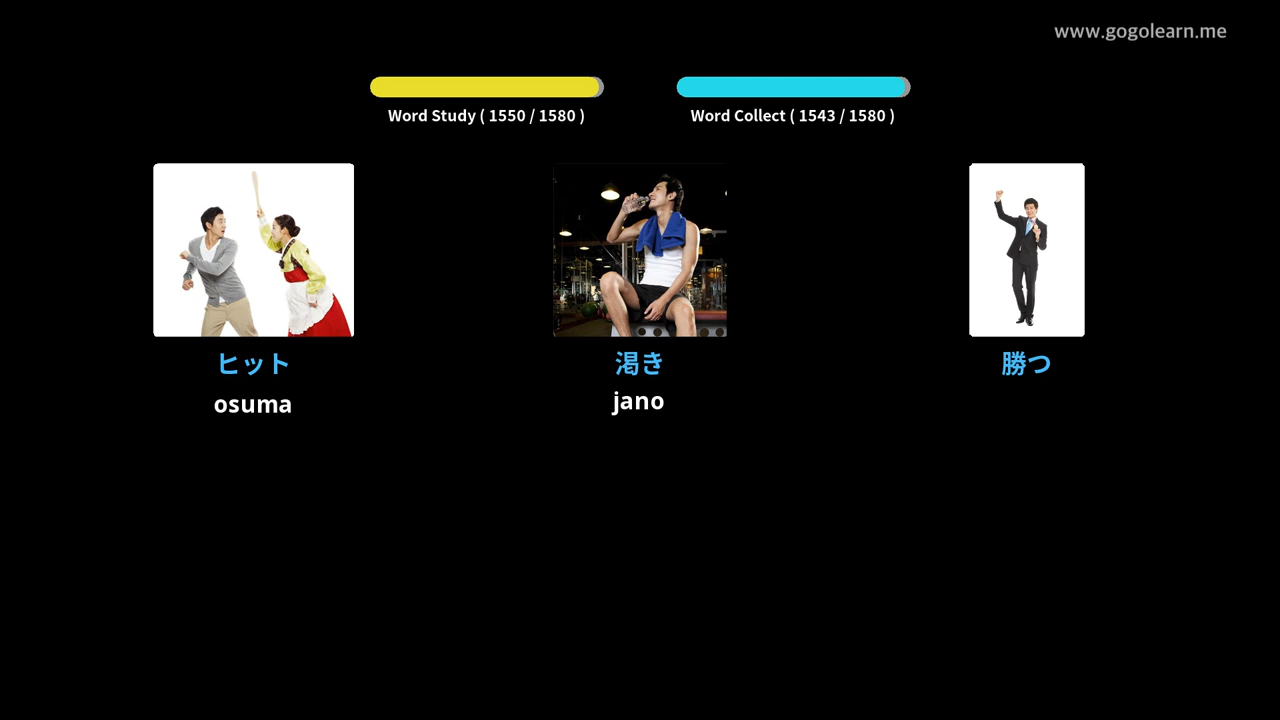 www.gogolearn.me
Word Study ( 1550 / 1580 )
Word Collect ( 1543 / 1580 )
ヒット
渇き
勝つ
osuma
jano